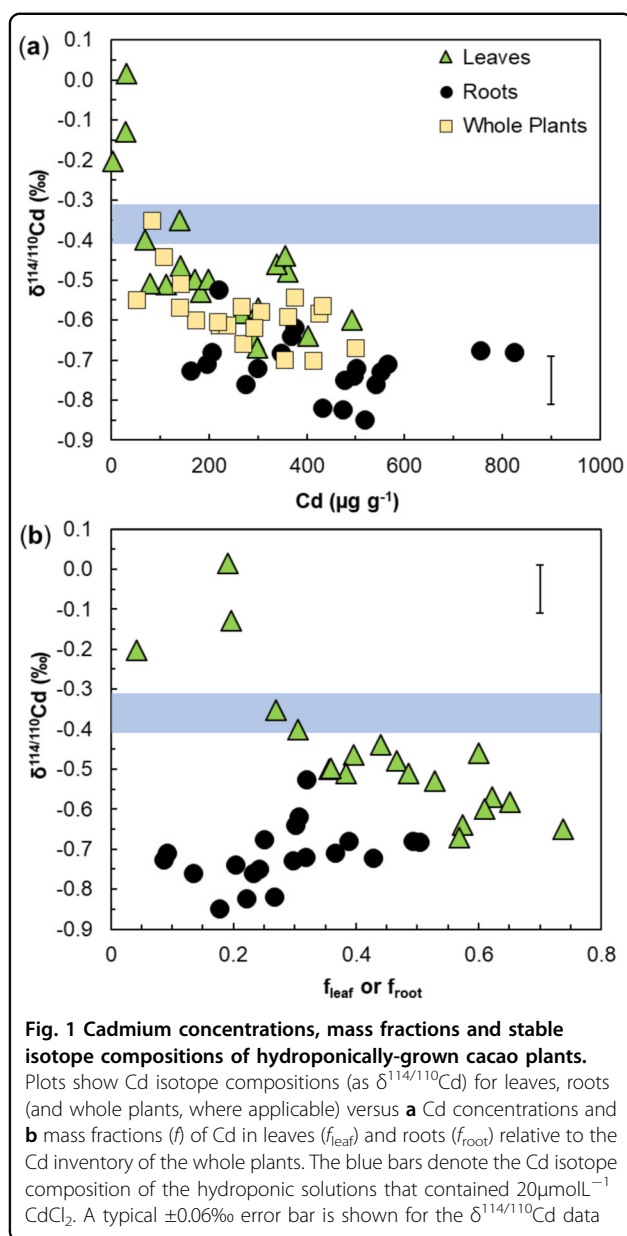 (a)
0.1
0.0
-0.1
-0.2
-0.3
-0.4
-0.5
-0.6
-0.7
-0.8
-0.9
δ114/110Cd (‰)
Leaves
Roots
Whole Plants
0 200 400 600 800 1000
Cd (µg g-1)
(b)
0.1
0.0
-0.1
-0.2
-0.3
-0.4
-0.5
-0.6
-0.7
-0.8
-0.9
δ114/110Cd (‰)
0 0.2 0.4 0.6 0.8
fleaf or froot
Fig. 1 Cadmium concentrations, mass fractions and stable
isotope compositions of hydroponically-grown cacao plants.
Plots show Cd isotope compositions (as δ114/110Cd) for leaves, roots
(and whole plants, where applicable) versus a Cd concentrations and
b mass fractions (f) of Cd in leaves (fleaf) and roots (froot) relative to the
Cd inventory of the whole plants. The blue bars denote the Cd isotope
composition of the hydroponic solutions that contained 20µmolL−1
CdCl2. A typical ±0.06‰ error bar is shown for the δ114/110Cd data